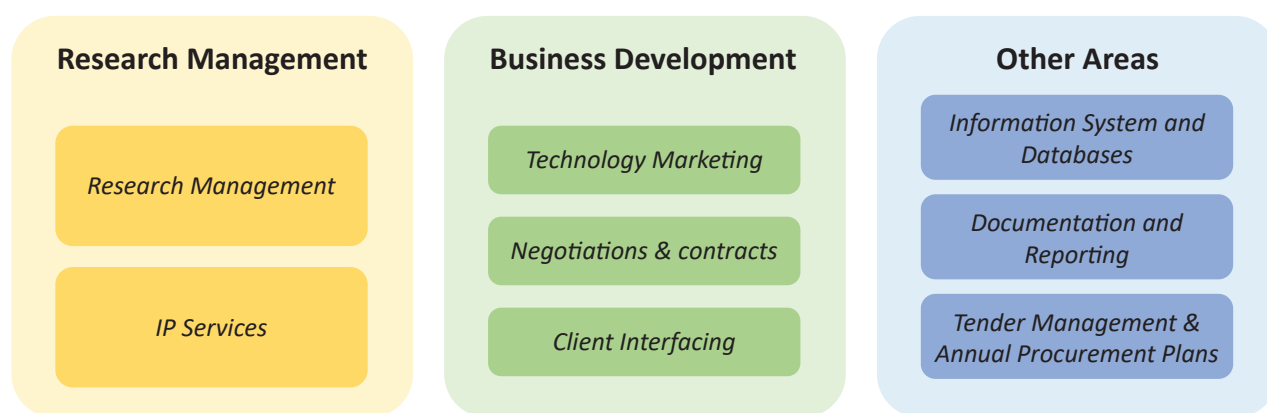 Research Management
Research Management
IP Services
Business Development
Technology Marketing
Negotiations & contracts
Client Interfacing
Other Areas
Information System and
Databases
Documentation and
Reporting
Tender Management &
Annual Procurement Plans